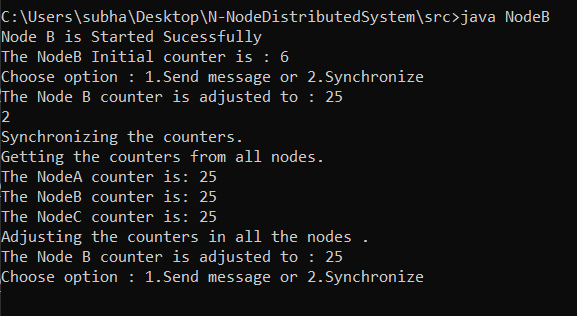 C:\Users\subha\Desktop\N-NodeDistributedSystem\src>java NodeB
Node B is Started Sucessfully
The NodeB Initial counter is : 6
Choose option : 1.Send message or 2.Synchronize
The Node B counter is adjusted to : 25
2
Synchronizing the counters.
Getting the counters from all nodes.
The NodeA counter is: 25
The NodeB counter is: 25
The NodeC counter is: 25
Adjusting the counters in all the nodes .
The Node B counter is adjusted to : 25
Choose option : 1.Send message or 2.Synchronize